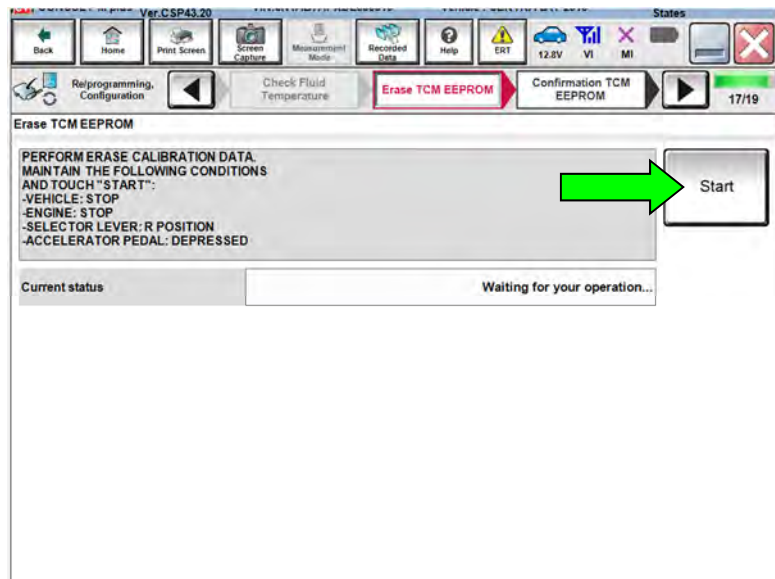 Ver.CSP43.20
States
Back
Home
Print Screen
Screen
Capture
Measurement
Mode
Recorded
Data
Help
ERT
12.8V
VI
MI
Re/programming,
Configuration
Check Fluid
Temperature
Erase TCM EEPROM
Confirmation TCM
EEPROM
17/19
Erase TCM EEPROM
PERFORM ERASE CALIBRATION DATA.
MAINTAIN THE FOLLOWING CONDITIONS
AND TOUCH "START":
-VEHICLE: STOP
-ENGINE: STOP
-SELECTOR LEVER: R POSITION
-ACCELERATOR PEDAL: DEPRESSED
Start
Current status
Waiting for your operation...